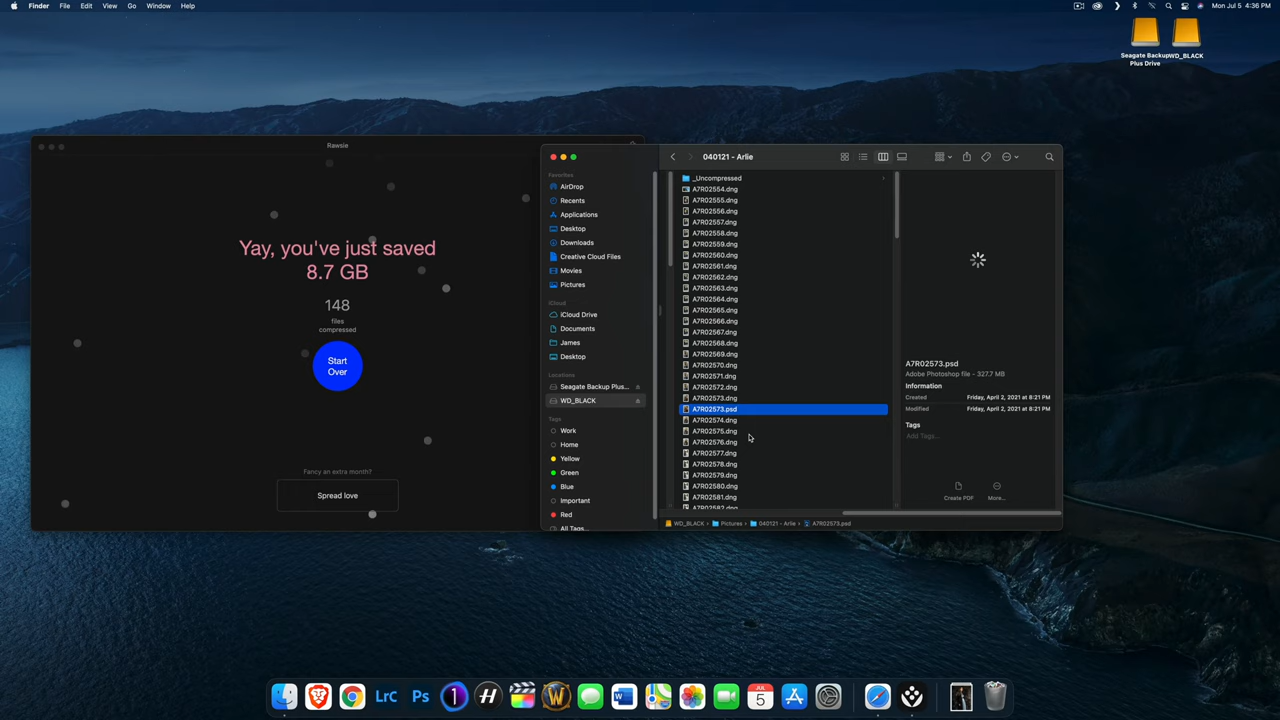 Finder File Edit View Go Window Help
Mon Jul 5 4:36 PM
Seagate Backup Plus Drive
WD_BLACK
Rawsie
Yay, you've just saved
8.7 GB
148
files
compressed
Start
Over
Fancy an extra month?
Spread love
Favorites
AirDrop
Recents
Applications
Desktop
Downloads
Creative Cloud Files
Movies
Pictures
iCloud
iCloud Drive
Documents
James
Desktop
Locations
Seagate Backup Plus...
WD_BLACK
Tags
Work
Home
Yellow
Green
Blue
Important
Red
All Tags...
040121 - Arlie
_Uncompressed
A7R02554.dng
A7R02555.dng
A7R02556.dng
A7R02557.dng
A7R02558.dng
A7R02559.dng
A7R02560.dng
A7R02561.dng
A7R02562.dng
A7R02563.dng
A7R02564.dng
A7R02565.dng
A7R02566.dng
A7R02567.dng
A7R02568.dng
A7R02569.dng
A7R02570.dng
A7R02571.dng
A7R02572.dng
A7R02573.dng
A7R02573.psd
A7R02574.dng
A7R02575.dng
A7R02576.dng
A7R02577.dng
A7R02578.dng
A7R02579.dng
A7R02580.dng
A7R02581.dng
A7R02582.dng
A7R02573.psd
Adobe Photoshop file - 327.7 MB
Information
Created Friday, April 2, 2021 at 8:21 PM
Modified Friday, April 2, 2021 at 8:21 PM
Tags
Add Tags...
Create PDF
More...
WD_BLACK › Pictures › 040121 - Arlie › A7R02573.psd
LrC
Ps
1
H
W
W
JUL
5